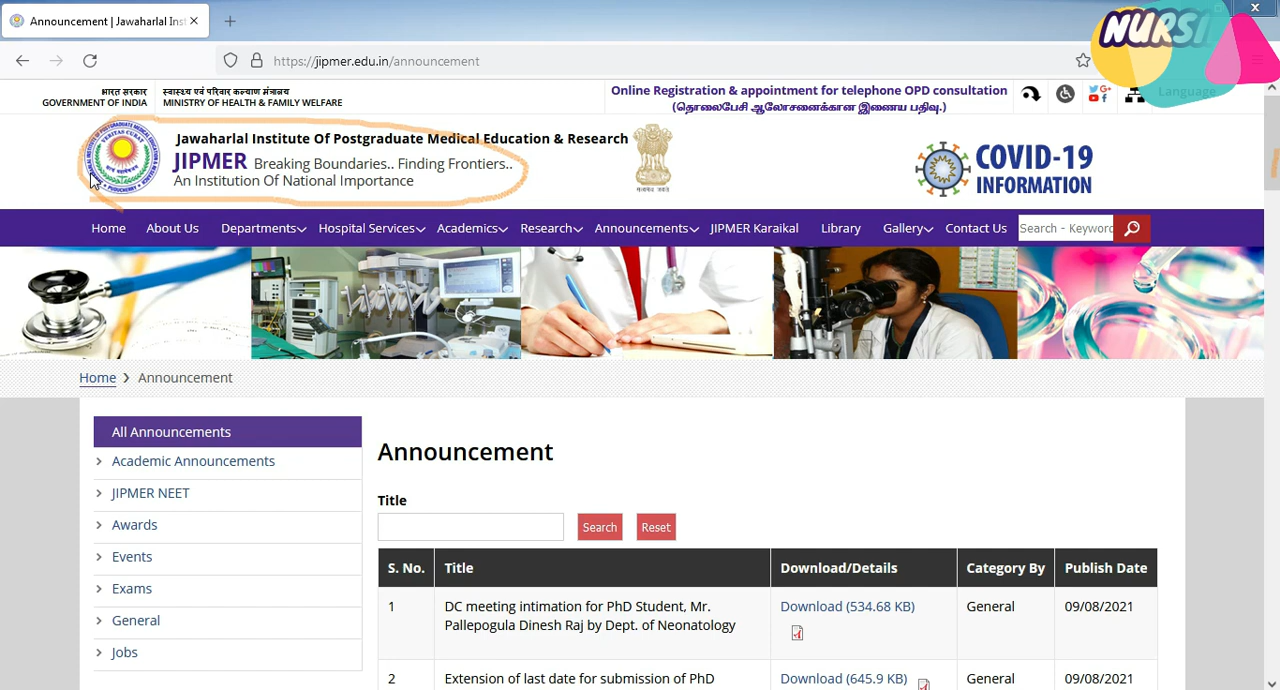 Announcement | Jawaharlal Inst
https://jipmer.edu.in/announcement
NURSI
भारत सरकार
GOVERNMENT OF INDIA
स्वास्थ्य एवं परिवार कल्याण मंत्रालय
MINISTRY OF HEALTH & FAMILY WELFARE
Online Registration & appointment for telephone OPD consultation
(தொலைபேசி ஆலோசனைக்கான இணைய பதிவு.)
Language
Jawaharlal Institute Of Postgraduate Medical Education & Research
JIPMER Breaking Boundaries.. Finding Frontiers..
An Institution Of National Importance
सत्यमेव जयते
COVID-19
INFORMATION
Home About Us Departments Hospital Services Academics Research Announcements JIPMER Karaikal Library Gallery Contact Us Search - Keyword
Home Announcement
All Announcements
Academic Announcements
JIPMER NEET
Awards
Events
Exams
General
Jobs
Announcement
Title
Search Reset
S. No. Title Download/Details Category By Publish Date
1 DC meeting intimation for PhD Student, Mr. Pallepogula Dinesh Raj by Dept. of Neonatology Download (534.68 KB) General 09/08/2021
2 Extension of last date for submission of PhD Download (645.9 KB) General 09/08/2021